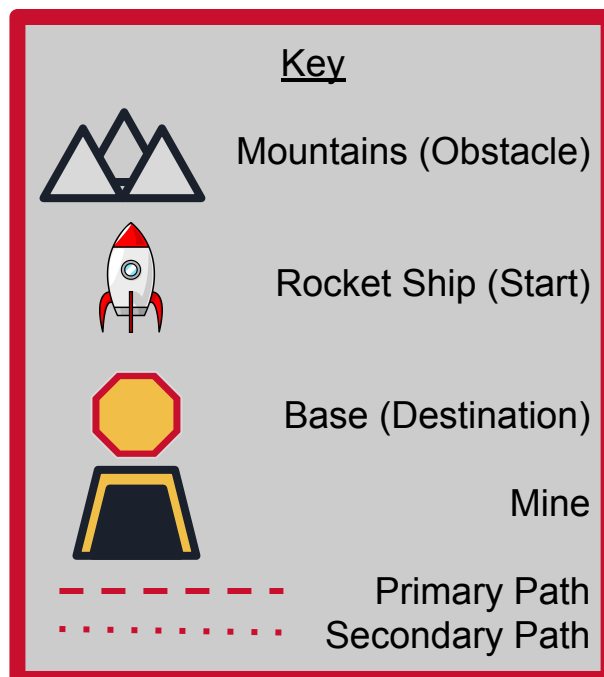 Key
Mountains (Obstacle)
Rocket Ship (Start)
Base (Destination)
Mine
Primary Path
Secondary Path